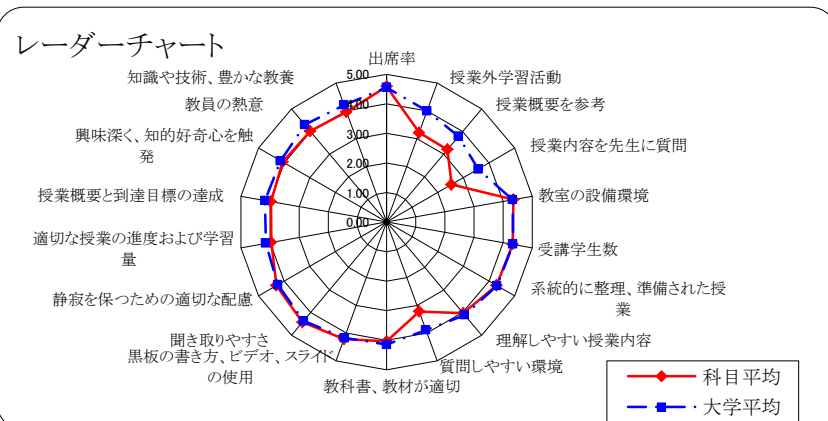 レーダーチャート
出席率
授業外学習活動
授業概要を参考
授業内容を先生に質問
教室の設備環境
受講学生数
系統的に整理、準備された授
業
理解しやすい授業内容
質問しやすい環境
教科書、教材が適切
黒板の書き方、ビデオ、スライド
の使用
聞き取りやすさ
静寂を保つための適切な配慮
適切な授業の進度および学習
量
授業概要と到達目標の達成
興味深く、知的好奇心を触
発
教員の熱意
知識や技術、豊かな教養
5.00
4.00
3.00
2.00
1.00
0.00
科目平均
大学平均